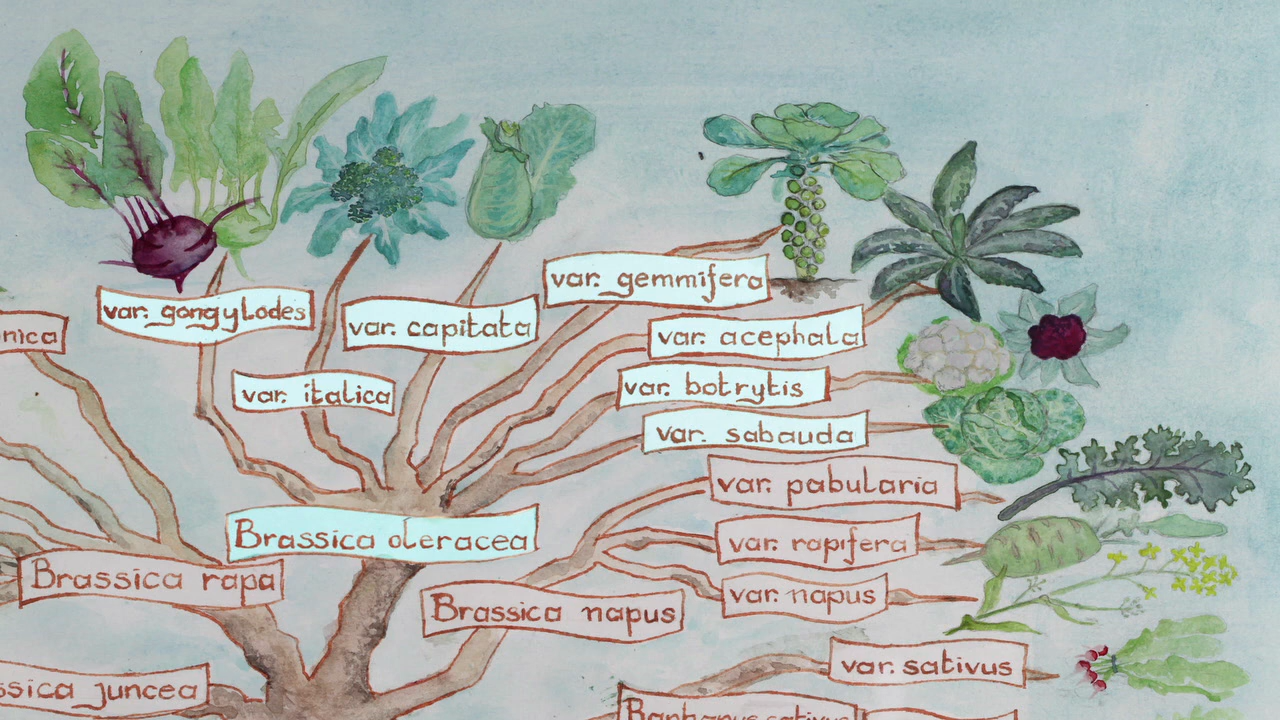 var. gemmifera
var. gongylodes
var. capitata
nica
var. acephala
var. italica
var. botrytis
var. sabauda
var. pabularia
Brassica oleracea
var. rapifera
Brassica rapa
Brassica napus
var. napus
var. sativus
ssica juncea